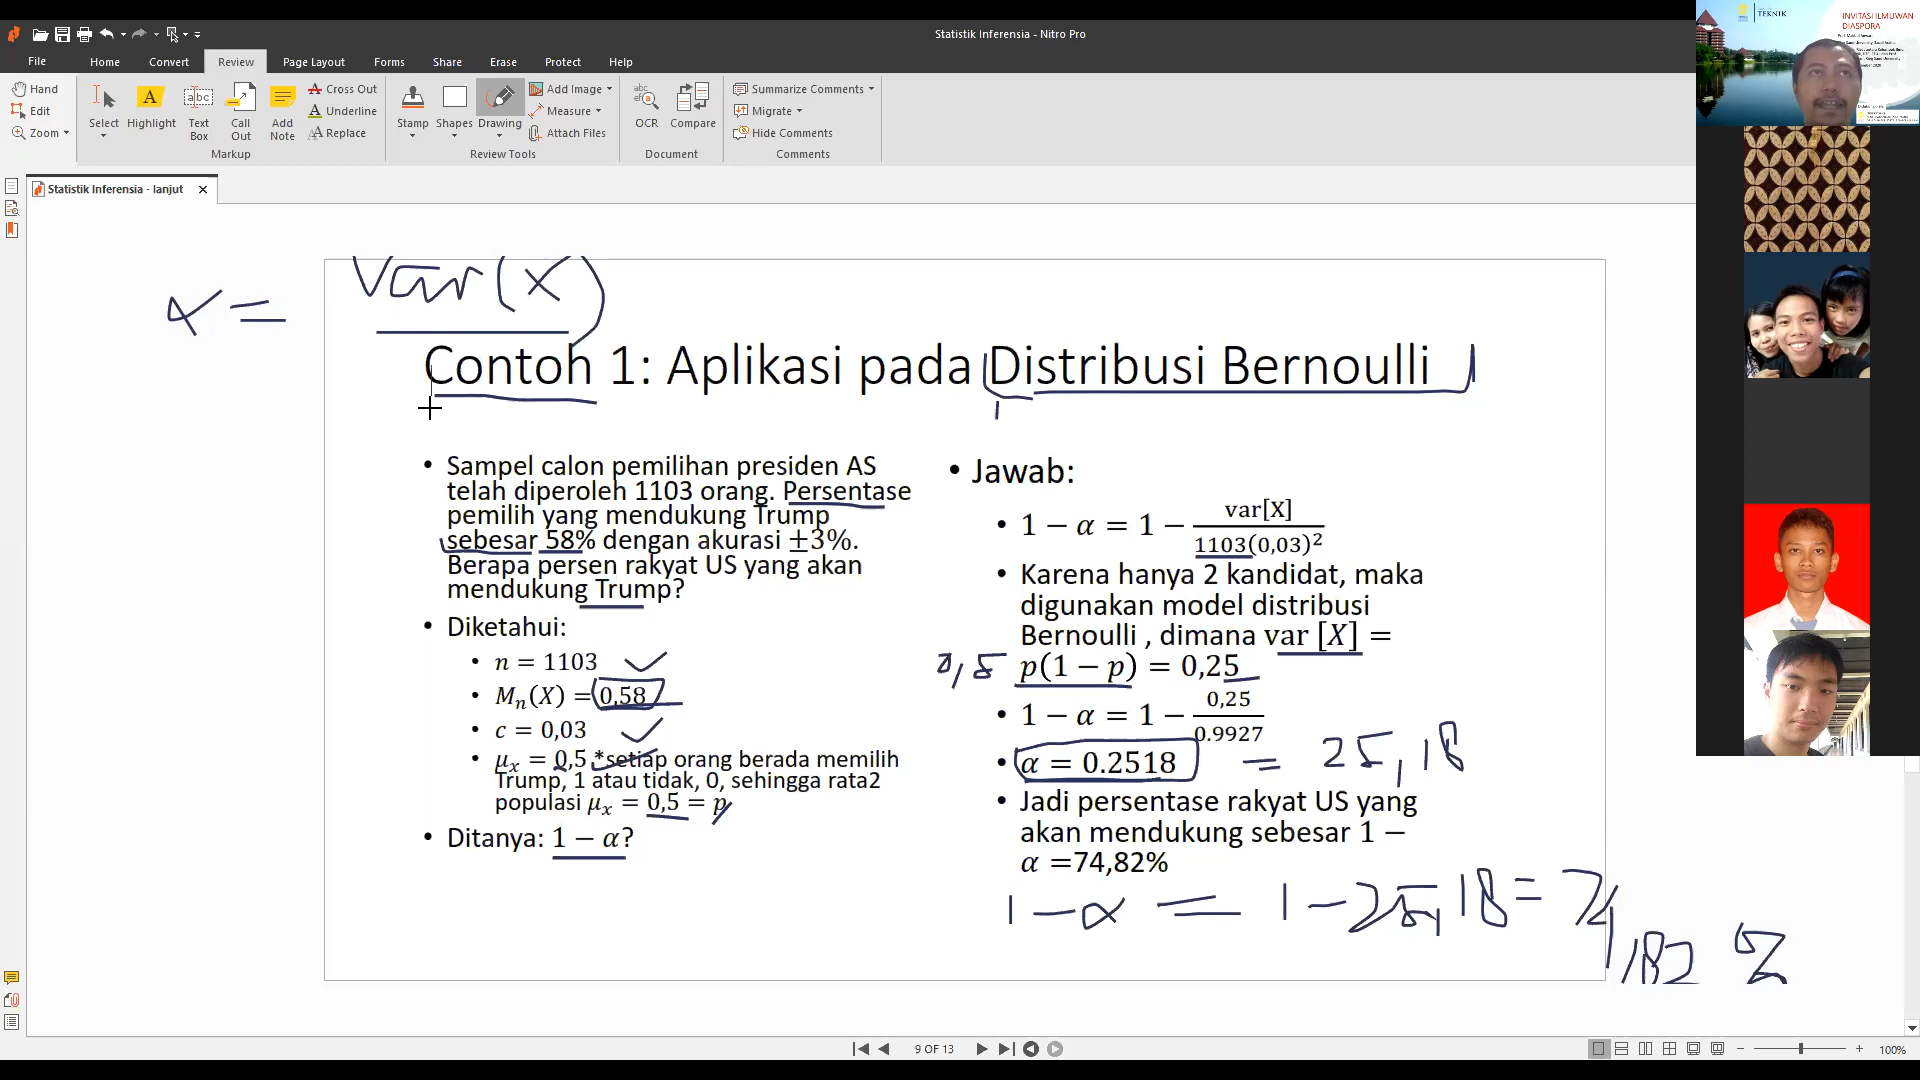 Statistik Inferensia - Nitro Pro
File Home Convert Review Page Layout Forms Share Erase Protect Help
Hand
Edit
Zoom
Select
Highlight
Text Box
Call Out
Add Note
Cross Out
Underline
Replace
Markup
Stamp
Shapes
Drawing
Add Image
Measure
Attach Files
Review Tools
OCR
Compare
Document
Summarize Comments
Migrate
Hide Comments
Comments
Statistik Inferensia - lanjut
α = var(x)
Contoh 1: Aplikasi pada Distribusi Bernoulli
• Sampel calon pemilihan presiden AS
telah diperoleh 1103 orang. Persentase
pemilih yang mendukung Trump
sebesar 58% dengan akurasi ±3%.
Berapa persen rakyat US yang akan
mendukung Trump?
• Diketahui:
• n = 1103
• Mn(X) = 0,58
• c = 0,03
• μx = 0,5 *setiap orang berada memilih
Trump, 1 atau tidak, 0, sehingga rata2
populasi μx = 0,5 = p
• Ditanya: 1 − α?
• Jawab:
• 1 − α = 1 − var[X] / 1103(0,03)²
• Karena hanya 2 kandidat, maka
digunakan model distribusi
Bernoulli , dimana var [X] =
0,5 p(1 − p) = 0,25
• 1 − α = 1 − 0,25 / 0.9927
• α = 0.2518 = 25,18
• Jadi persentase rakyat US yang
akan mendukung sebesar 1 −
α =74,82%
1 − α = 1 − 25,18 = 74,82 %
9 OF 13
100%
TEKNIK
INVITASI ILMUWAN
DIASPORA